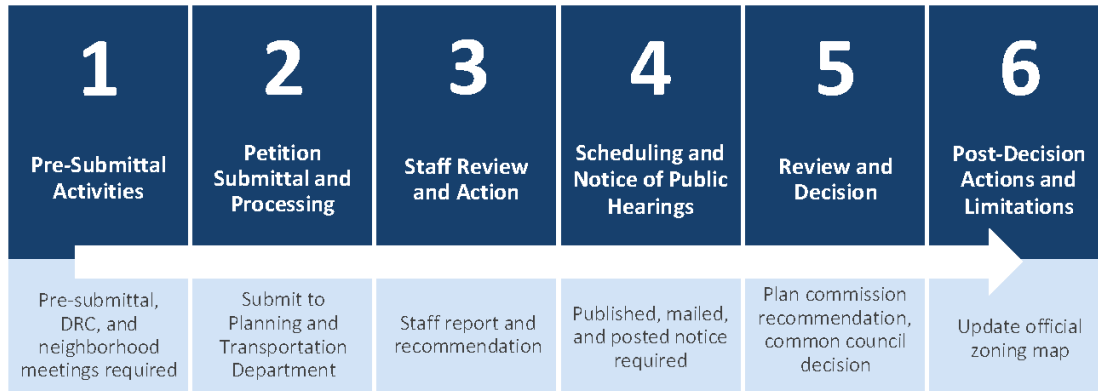 1
Pre-Submittal
Activities
2
Petition
Submittal and
Processing
3
Staff Review
and Action
4
Scheduling and
Notice of Public
Hearings
5
Review and
Decision
6
Post-Decision
Actions and
Limitations
Pre-submittal,
DRC, and
neighborhood
meetings required
Submit to
Planning and
Transportation
Department
Staff report and
recommendation
Published, mailed,
and posted notice
required
Plan commission
recommendation,
common council
decision
Update official
zoning map